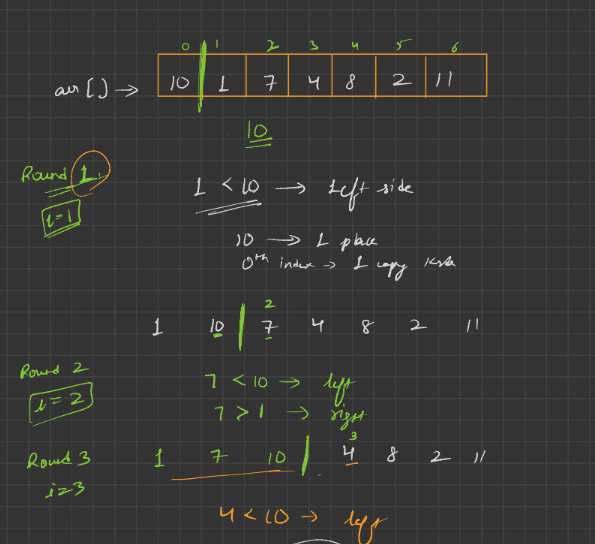 0 1 2 3 4 5 6
arr [ ] → 10 1 7 4 8 2 11
10
Round 1
i=1
1 < 10 → Left side
10 → 1 place
0th index → 1 copy krde
2
1 10 | 7 4 8 2 11
Round 2
i = 2
7 < 10 → left
7 > 1 → right
3
Round 3 1 7 10 | 4 8 2 11
i=3
4 < 10 → left